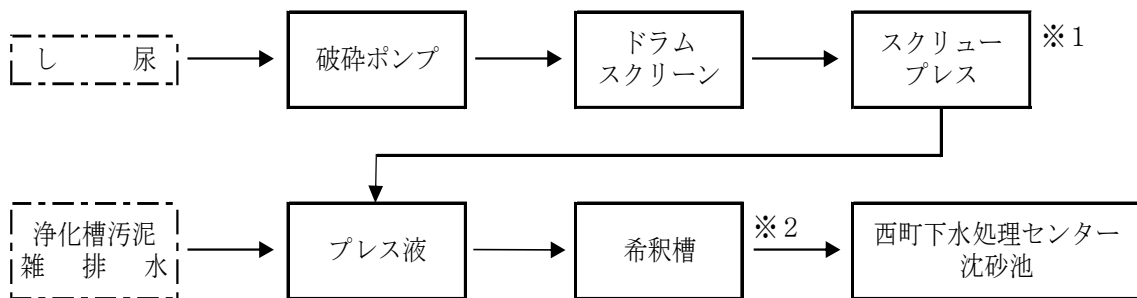 し 尿
破砕ポンプ
ドラム
スクリーン
スクリュー
プレス
※1
浄化槽汚泥
雑 排 水
プレス液
希釈槽
※2
西町下水処理センター
沈砂池